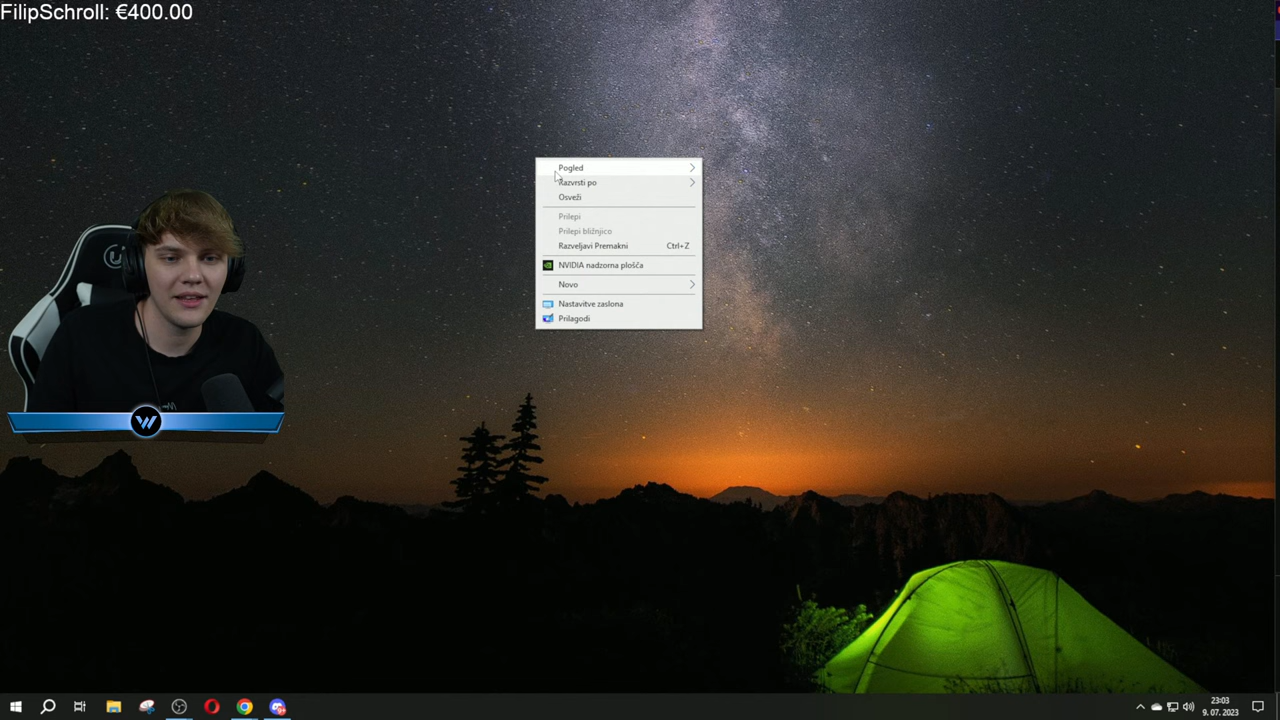 FilipSchroll: €400.00
Pogled
Razvrsti po
Osveži
Prilepi
Prilepi bližnjico
Razveljavi Premakni Ctrl+Z
NVIDIA nadzorna plošča
Novo
Nastavitve zaslona
Prilagodi
23:03
9. 07. 2023